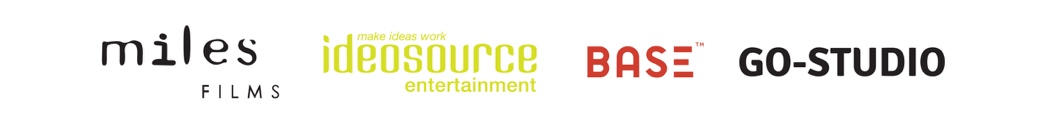 miles
FILMS
make ideas work
ideosource
entertainment
BASE™
GO-STUDIO